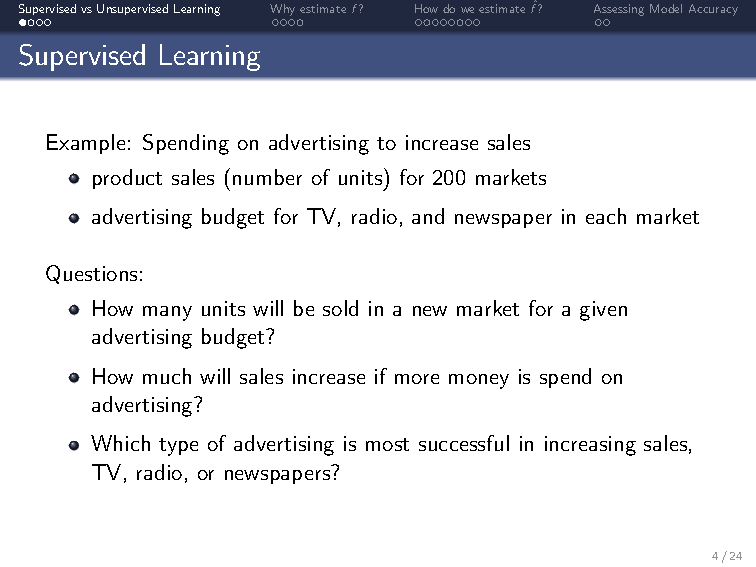 Supervised vs Unsupervised Learning Why estimate f? How do we estimate f̂? Assessing Model Accuracy
Supervised Learning
Example: Spending on advertising to increase sales
product sales (number of units) for 200 markets
advertising budget for TV, radio, and newspaper in each market
Questions:
How many units will be sold in a new market for a given
advertising budget?
How much will sales increase if more money is spend on
advertising?
Which type of advertising is most successful in increasing sales,
TV, radio, or newspapers?
4 / 24